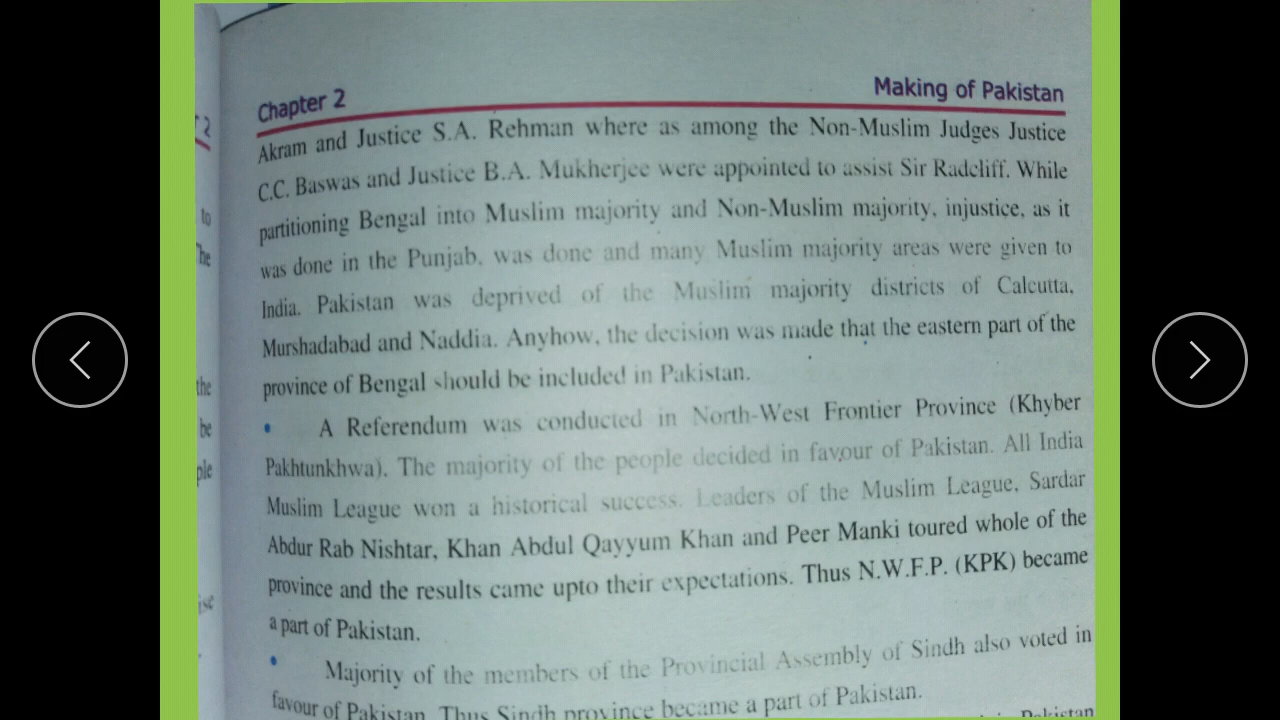 Chapter 2
Making of Pakistan
Akram and Justice S.A. Rehman where as among the Non-Muslim Judges Justice
C.C. Baswas and Justice B.A. Mukherjee were appointed to assist Sir Radcliff. While
partitioning Bengal into Muslim majority and Non-Muslim majority, injustice, as it
was done in the Punjab, was done and many Muslim majority areas were given to
India. Pakistan was deprived of the Muslim majority districts of Calcutta,
Murshadabad and Naddia. Anyhow, the decision was made that the eastern part of the
province of Bengal should be included in Pakistan.
• A Referendum was conducted in North-West Frontier Province (Khyber
Pakhtunkhwa). The majority of the people decided in favour of Pakistan. All India
Muslim League won a historical success. Leaders of the Muslim League, Sardar
Abdur Rab Nishtar, Khan Abdul Qayyum Khan and Peer Manki toured whole of the
province and the results came upto their expectations. Thus N.W.F.P. (KPK) became
a part of Pakistan.
• Majority of the members of the Provincial Assembly of Sindh also voted in
favour of Pakistan. Thus Sindh province became a part of Pakistan.
Pakistan
2
to
The
the
be
ple
ise